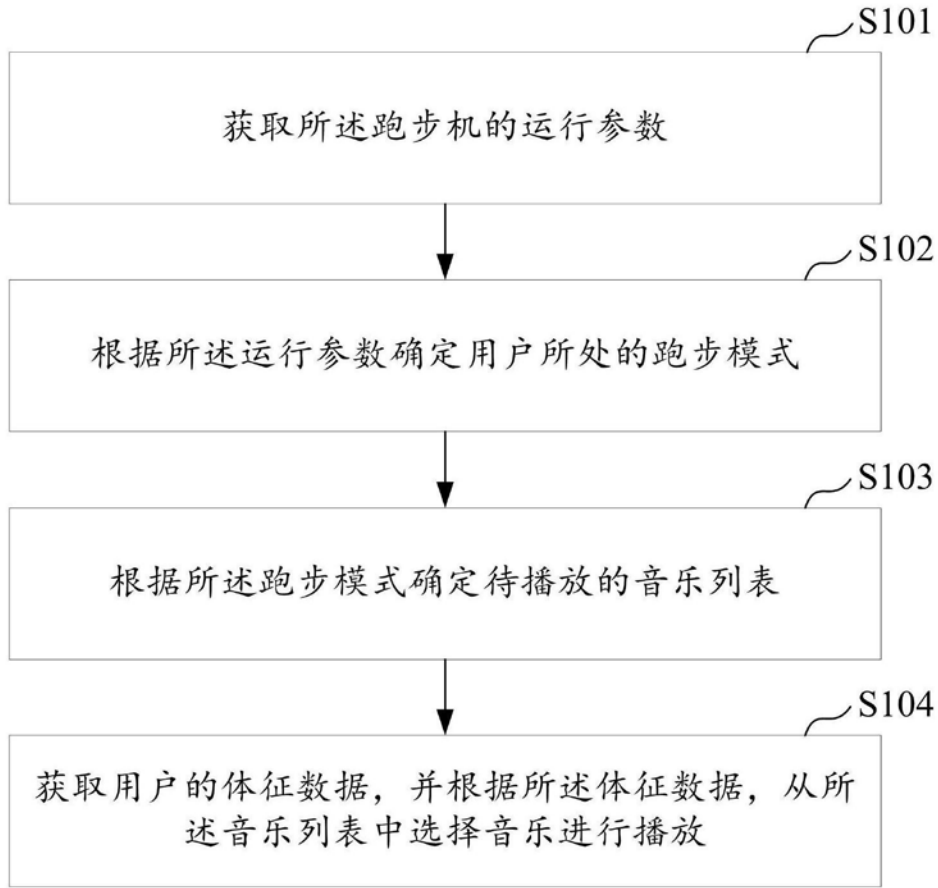 S101
获取所述跑步机的运行参数
S102
根据所述运行参数确定用户所处的跑步模式
S103
根据所述跑步模式确定待播放的音乐列表
S104
获取用户的体征数据，并根据所述体征数据，从所
述音乐列表中选择音乐进行播放